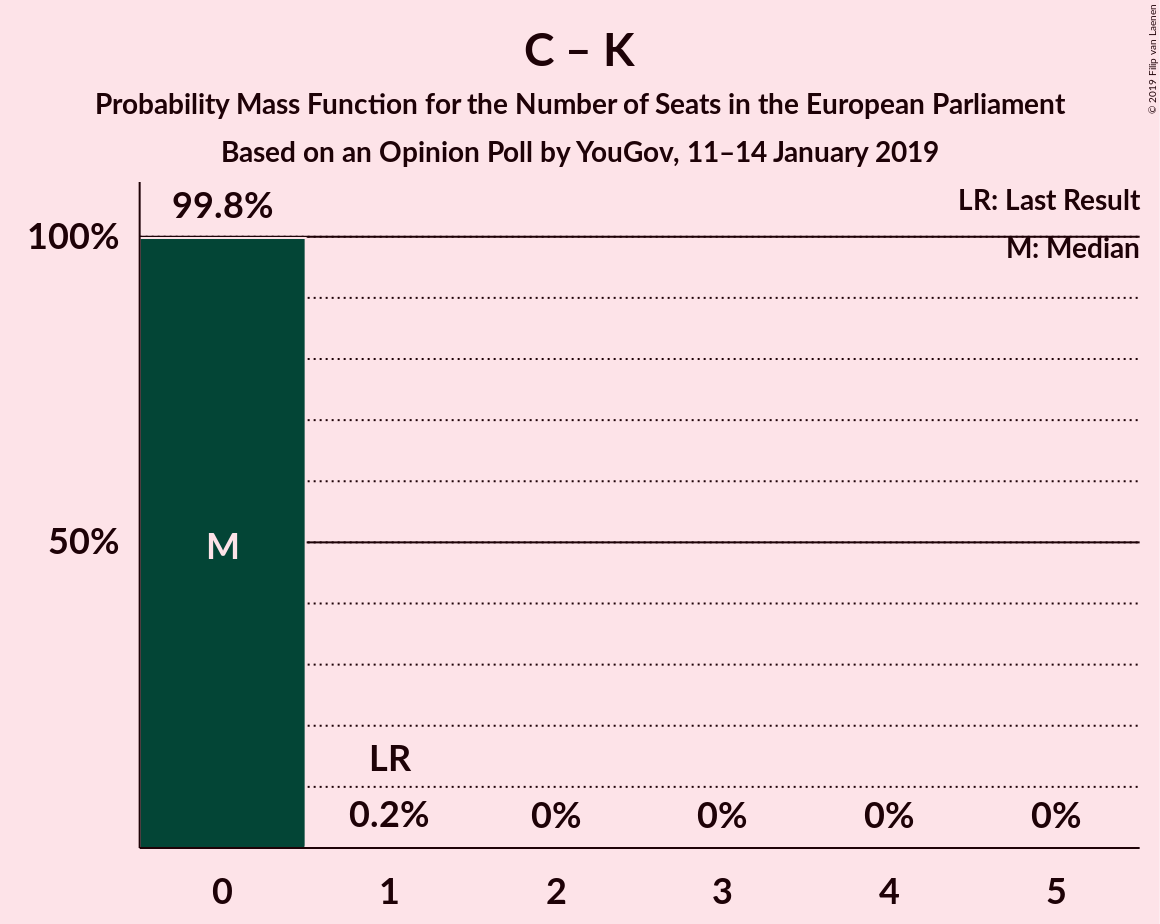 C – K
Probability Mass Function for the Number of Seats in the European Parliament
Based on an Opinion Poll by YouGov, 11–14 January 2019
© 2019 Filip van Laenen
LR: Last Result
M: Median
99.8%
100%
50%
M
LR
0.2%
0%
0%
0%
0%
0 1 2 3 4 5